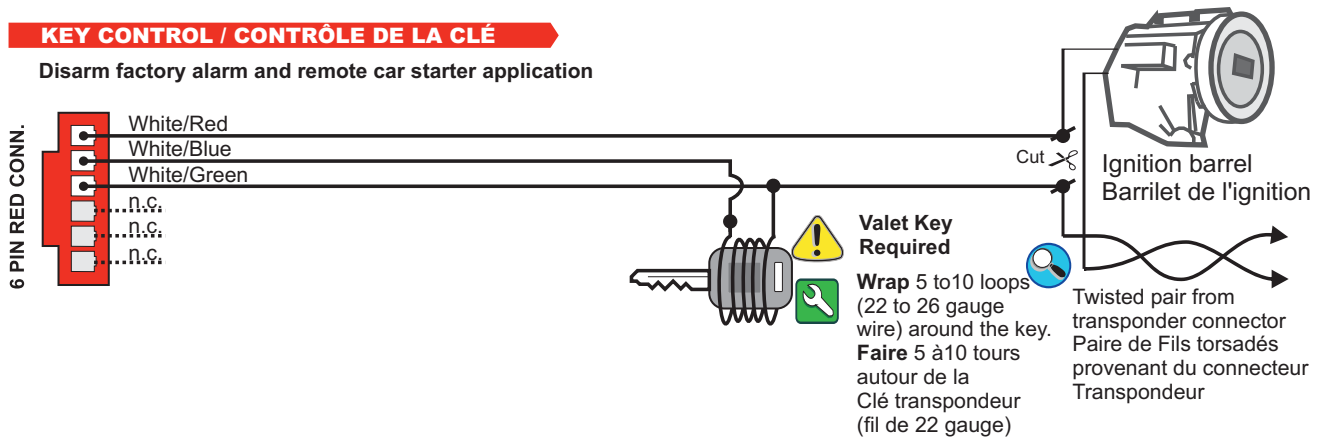 KEY CONTROL / CONTRÔLE DE LA CLÉ
Disarm factory alarm and remote car starter application
6 PIN RED CONN.
White/Red
White/Blue
White/Green
n.c.
n.c.
n.c.
Cut
Ignition barrel
Barrilet de l'ignition
Valet Key
Required
Wrap 5 to10 loops
(22 to 26 gauge
wire) around the key.
Faire 5 à10 tours
autour de la
Clé transpondeur
(fil de 22 gauge)
Twisted pair from
transponder connector
Paire de Fils torsadés
provenant du connecteur
Transpondeur